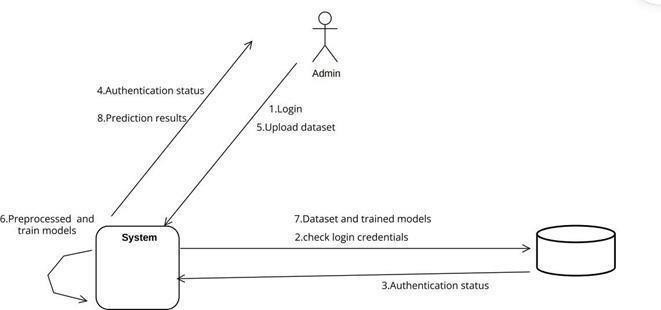 Admin
4.Authentication status
8.Prediction results
1.Login
5.Upload dataset
6.Preprocessed and
train models
System
7.Dataset and trained models
2.check login credentials
3.Authentication status